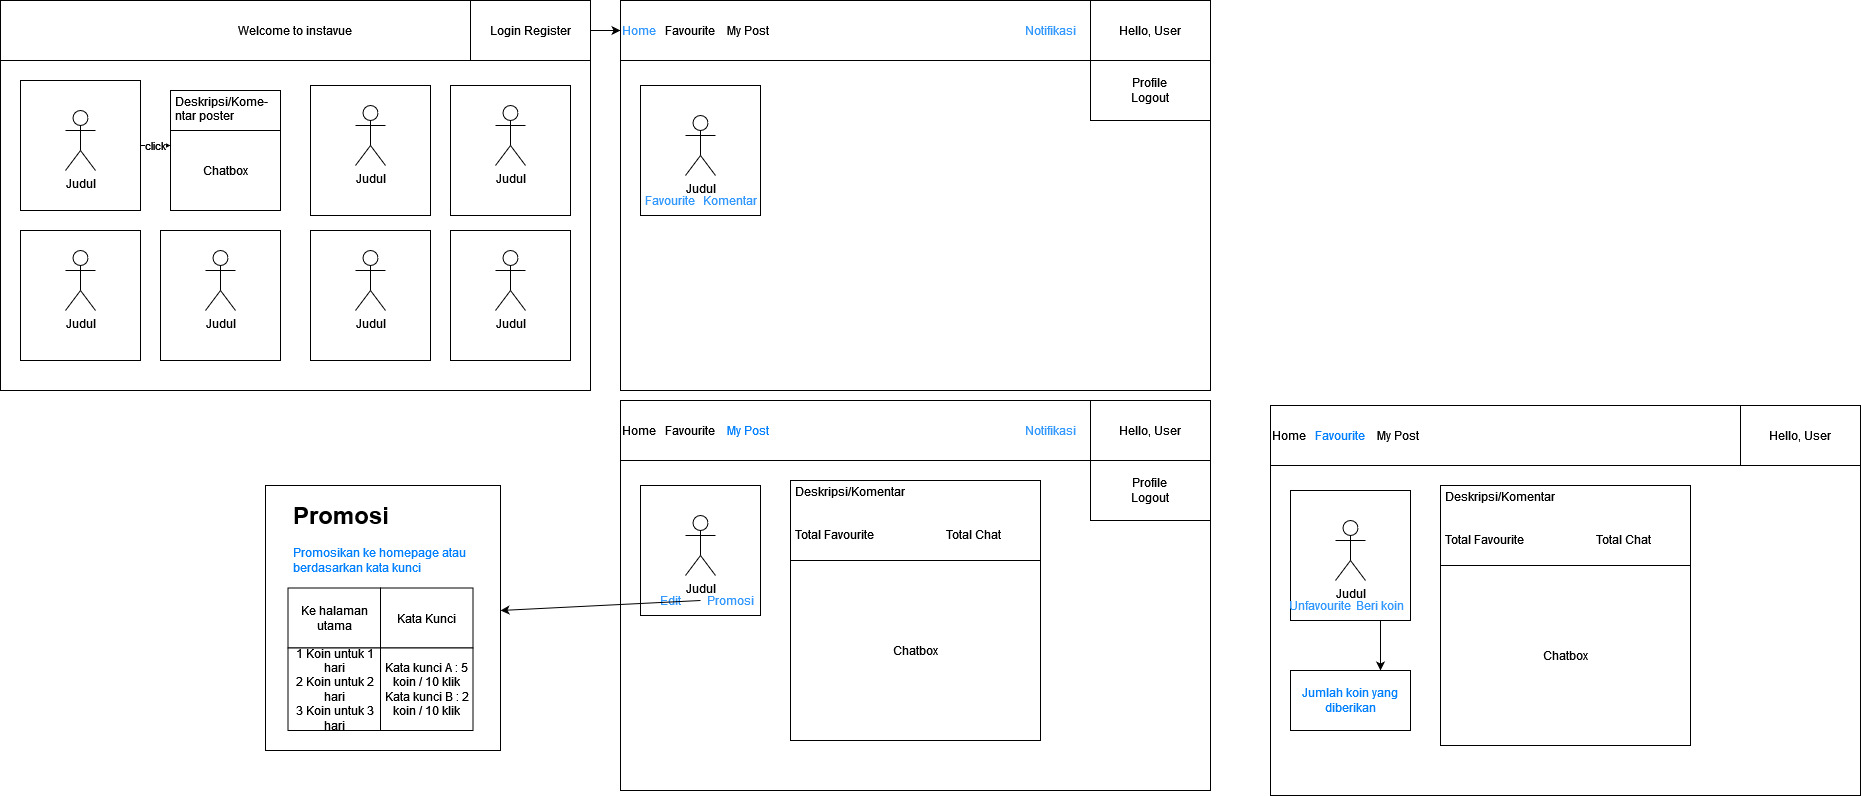 Welcome to instavue
Login Register
Judul
click
Deskripsi/Kome-
ntar poster
Chatbox
Judul
Judul
Judul
Judul
Judul
Judul
Home Favourite My Post
Notifikasi
Hello, User
Profile
Logout
Judul
Favourite Komentar
Home Favourite My Post
Notifikasi
Hello, User
Profile
Logout
Judul
Edit Promosi
Deskripsi/Komentar
Total Favourite Total Chat
Chatbox
Promosi
Promosikan ke homepage atau
berdasarkan kata kunci
Ke halaman
utama
Kata Kunci
1 Koin untuk 1
hari
2 Koin untuk 2
hari
3 Koin untuk 3
hari
Kata kunci A : 5
koin / 10 klik
Kata kunci B : 2
koin / 10 klik
Home Favourite My Post
Hello, User
Judul
Unfavourite Beri koin
Jumlah koin yang
diberikan
Deskripsi/Komentar
Total Favourite Total Chat
Chatbox